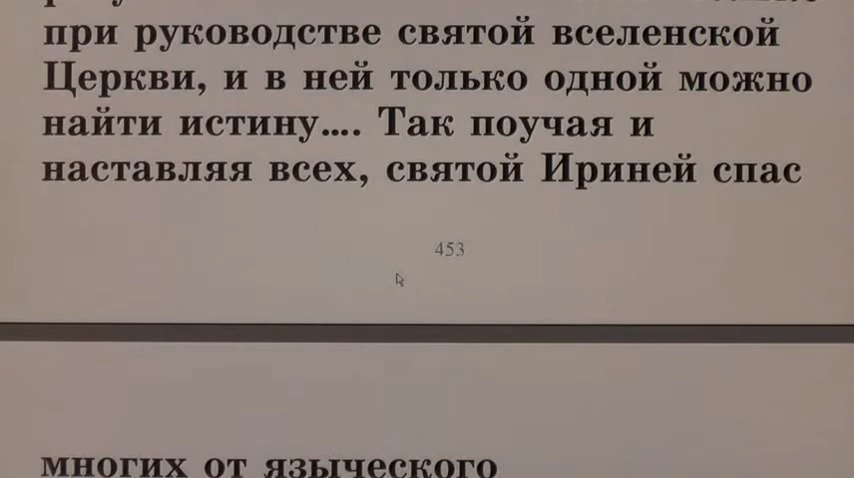 при руководстве святой вселенской
Церкви, и в ней только одной можно
найти истину.... Так поучая и
наставляя всех, святой Ириней спас
453
многих от языческого